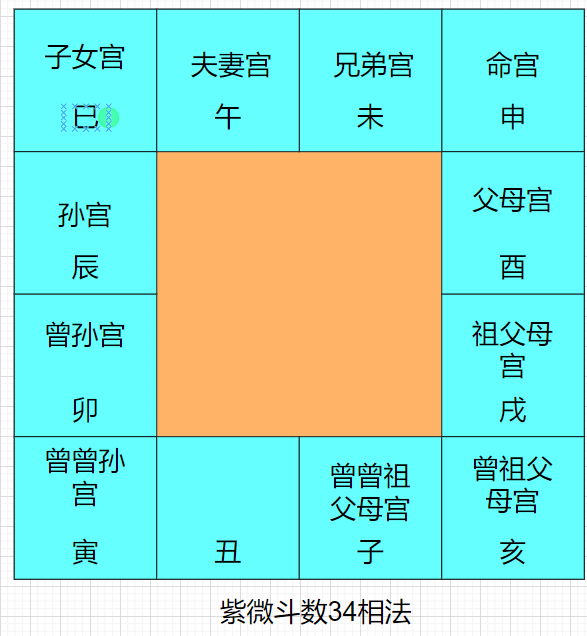 子女宫
巳
夫妻宫
午
兄弟宫
未
命宫
申
孙宫
辰
父母宫
酉
曾孙宫
卯
祖父母
宫
戌
曾曾孙
宫
寅
丑
曾曾祖
父母宫
子
曾祖父
母宫
亥
紫微斗数34相法